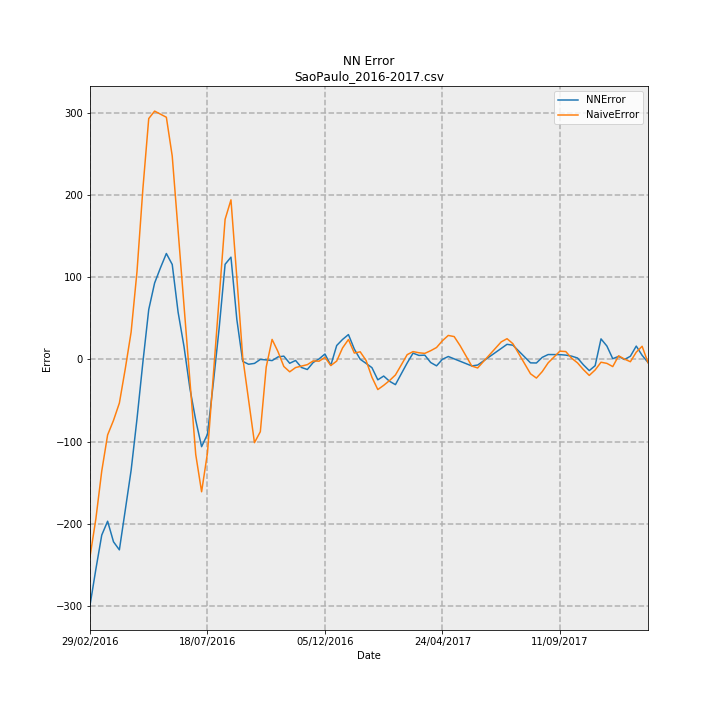 NN Error
SaoPaulo_2016-2017.csv
NNError
NaiveError
300
200
100
0
−100
−200
−300
Error
29/02/2016
18/07/2016
05/12/2016
24/04/2017
11/09/2017
Date